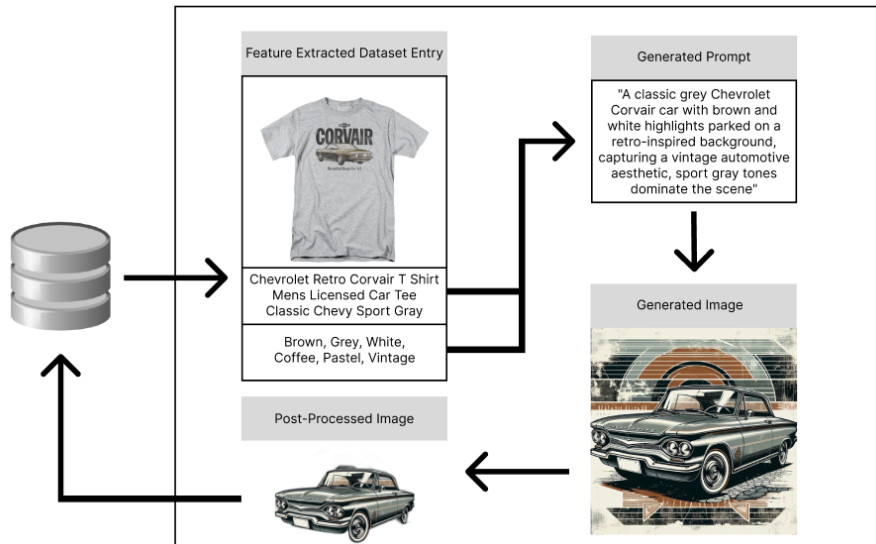 Feature Extracted Dataset Entry
CORVAIR
Chevrolet Retro Corvair T Shirt
Mens Licensed Car Tee
Classic Chevy Sport Gray
Brown, Grey, White,
Coffee, Pastel, Vintage
Generated Prompt
"A classic grey Chevrolet
Corvair car with brown and
white highlights parked on a
retro-inspired background,
capturing a vintage automotive
aesthetic, sport gray tones
dominate the scene"
Generated Image
Post-Processed Image